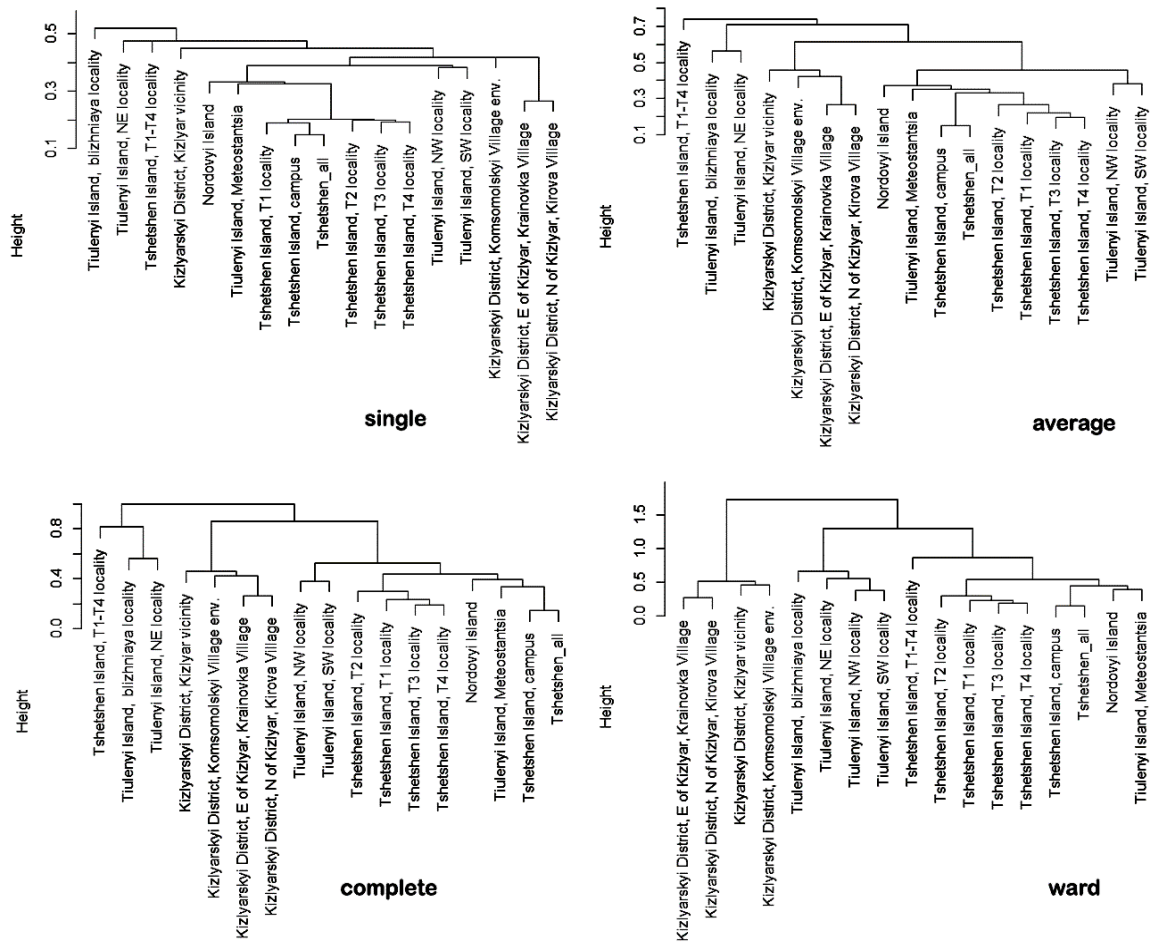 Height
0.1
0.3
0.5
Tiulenyi Island, blizhniaya locality
Tiulenyi Island, NE locality
Tshetshen Island, T1-T4 locality
Kizlyarskyi District, Kizlyar vicinity
Nordovyi Island
Tiulenyi Island, Meteostantsia
Tshetshen Island, T1 locality
Tshetshen Island, campus
Tshetshen_all
Tshetshen Island, T2 locality
Tshetshen Island, T3 locality
Tshetshen Island, T4 locality
Tiulenyi Island, NW locality
Tiulenyi Island, SW locality
Kizlyarskyi District, Komsomolskyi Village env.
Kizlyarskyi District, E of Kizlyar, Krainovka Village
Kizlyarskyi District, N of Kizlyar, Kirova Village
single
Height
0.1
0.3
0.5
0.7
Tshetshen Island, T1-T4 locality
Tiulenyi Island, blizhniaya locality
Tiulenyi Island, NE locality
Kizlyarskyi District, Kizlyar vicinity
Kizlyarskyi District, Komsomolskyi Village env.
Kizlyarskyi District, E of Kizlyar, Krainovka Village
Kizlyarskyi District, N of Kizlyar, Kirova Village
Nordovyi Island
Tiulenyi Island, Meteostantsia
Tshetshen Island, campus
Tshetshen_all
Tshetshen Island, T2 locality
Tshetshen Island, T1 locality
Tshetshen Island, T3 locality
Tshetshen Island, T4 locality
Tiulenyi Island, NW locality
Tiulenyi Island, SW locality
average
Height
0.0
0.4
0.8
Tshetshen Island, T1-T4 locality
Tiulenyi Island, blizhniaya locality
Tiulenyi Island, NE locality
Kizlyarskyi District, Kizlyar vicinity
Kizlyarskyi District, Komsomolskyi Village env.
Kizlyarskyi District, E of Kizlyar, Krainovka Village
Kizlyarskyi District, N of Kizlyar, Kirova Village
Tiulenyi Island, NW locality
Tiulenyi Island, SW locality
Tshetshen Island, T2 locality
Tshetshen Island, T1 locality
Tshetshen Island, T3 locality
Tshetshen Island, T4 locality
Nordovyi Island
Tiulenyi Island, Meteostantsia
Tshetshen Island, campus
Tshetshen_all
complete
Height
0.0
0.5
1.0
1.5
Kizlyarskyi District, E of Kizlyar, Krainovka Village
Kizlyarskyi District, N of Kizlyar, Kirova Village
Kizlyarskyi District, Kizlyar vicinity
Kizlyarskyi District, Komsomolskyi Village env.
Tiulenyi Island, blizhniaya locality
Tiulenyi Island, NE locality
Tiulenyi Island, NW locality
Tiulenyi Island, SW locality
Tshetshen Island, T1-T4 locality
Tshetshen Island, T2 locality
Tshetshen Island, T1 locality
Tshetshen Island, T3 locality
Tshetshen Island, T4 locality
Tshetshen Island, campus
Tshetshen_all
Nordovyi Island
Tiulenyi Island, Meteostantsia
ward